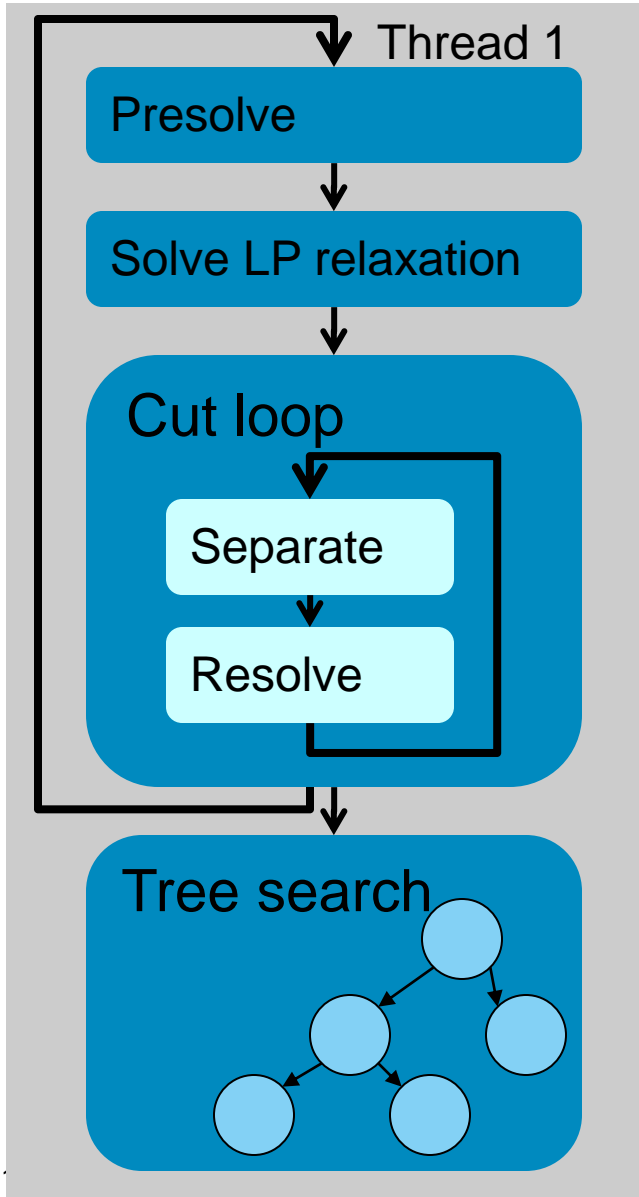 Thread 1
Presolve
Solve LP relaxation
Cut loop
Separate
Resolve
Tree search